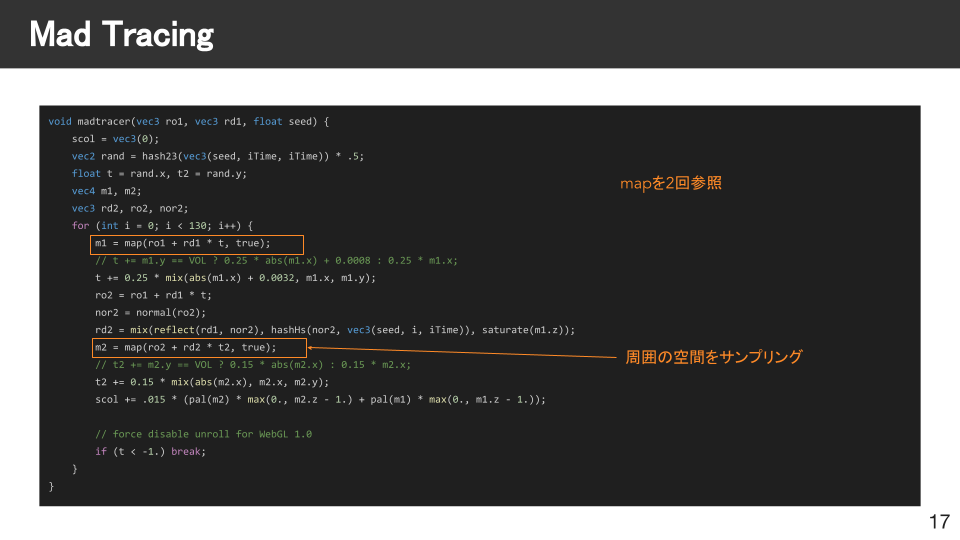 Mad Tracing
void madtracer(vec3 ro1, vec3 rd1, float seed) {
    scol = vec3(0);
    vec2 rand = hash23(vec3(seed, iTime, iTime)) * .5;
    float t = rand.x, t2 = rand.y;
    vec4 m1, m2;
    vec3 rd2, ro2, nor2;
    for (int i = 0; i < 130; i++) {
        m1 = map(ro1 + rd1 * t, true);
        // t += m1.y == VOL ? 0.25 * abs(m1.x) + 0.0008 : 0.25 * m1.x;
        t += 0.25 * mix(abs(m1.x) + 0.0032, m1.x, m1.y);
        ro2 = ro1 + rd1 * t;
        nor2 = normal(ro2);
        rd2 = mix(reflect(rd1, nor2), hashHs(nor2, vec3(seed, i, iTime)), saturate(m1.z));
        m2 = map(ro2 + rd2 * t2, true);
        // t2 += m2.y == VOL ? 0.15 * abs(m2.x) : 0.15 * m2.x;
        t2 += 0.15 * mix(abs(m2.x), m2.x, m2.y);
        scol += .015 * (pal(m2) * max(0., m2.z - 1.) + pal(m1) * max(0., m1.z - 1.));
        // force disable unroll for WebGL 1.0
        if (t < -1.) break;
    }
}
mapを2回参照
周囲の空間をサンプリング
17